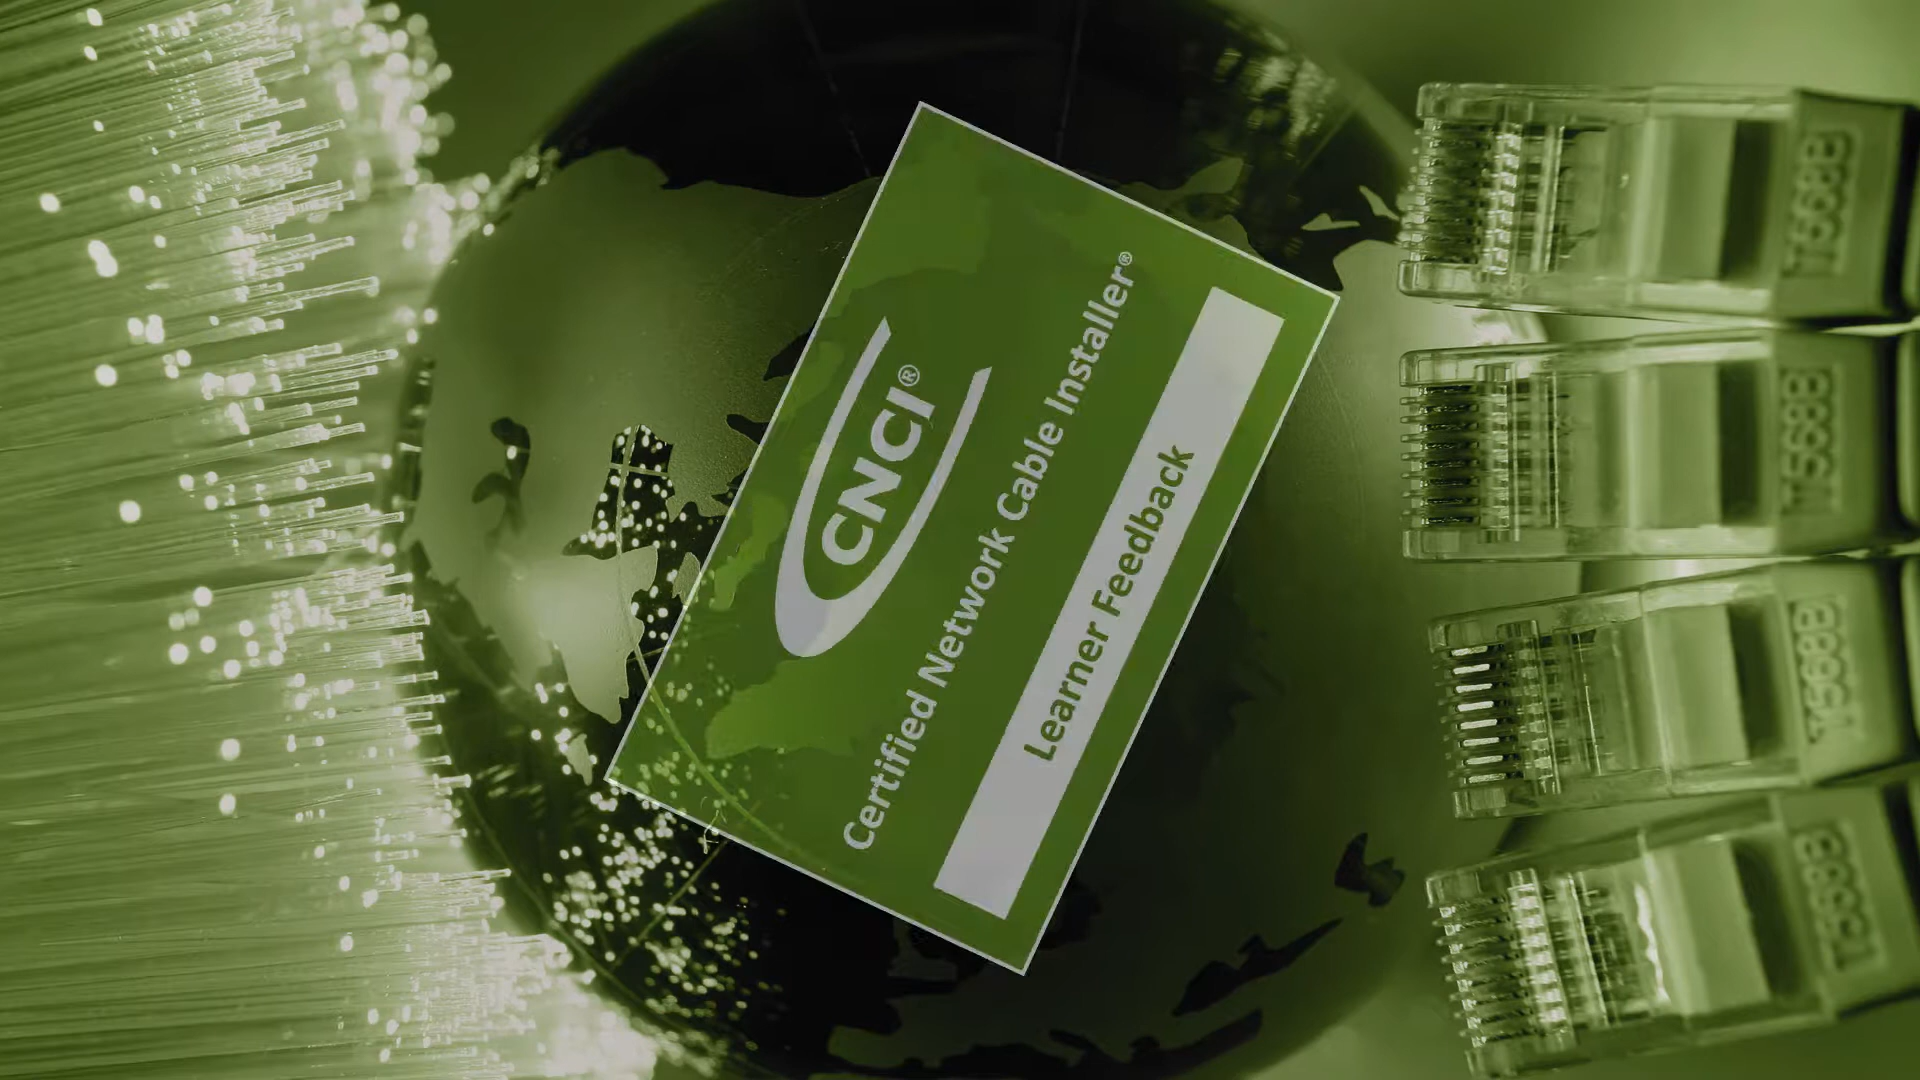 CNCI®
Certified Network Cable Installer®
Learner Feedback
T568B
T568B
T568B
T568B